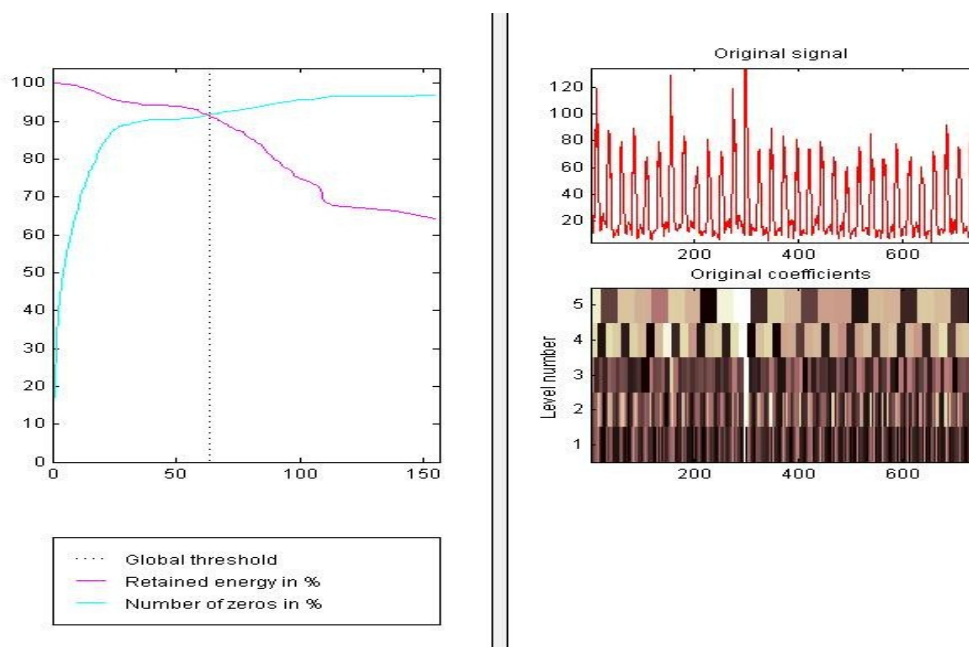 100
90
80
70
60
50
40
30
20
10
0
0 50 100 150
Global threshold
Retained energy in %
Number of zeros in %
Original signal
120
100
80
60
40
20
200 400 600
Original coefficients
Level number
5
4
3
2
1
200 400 600